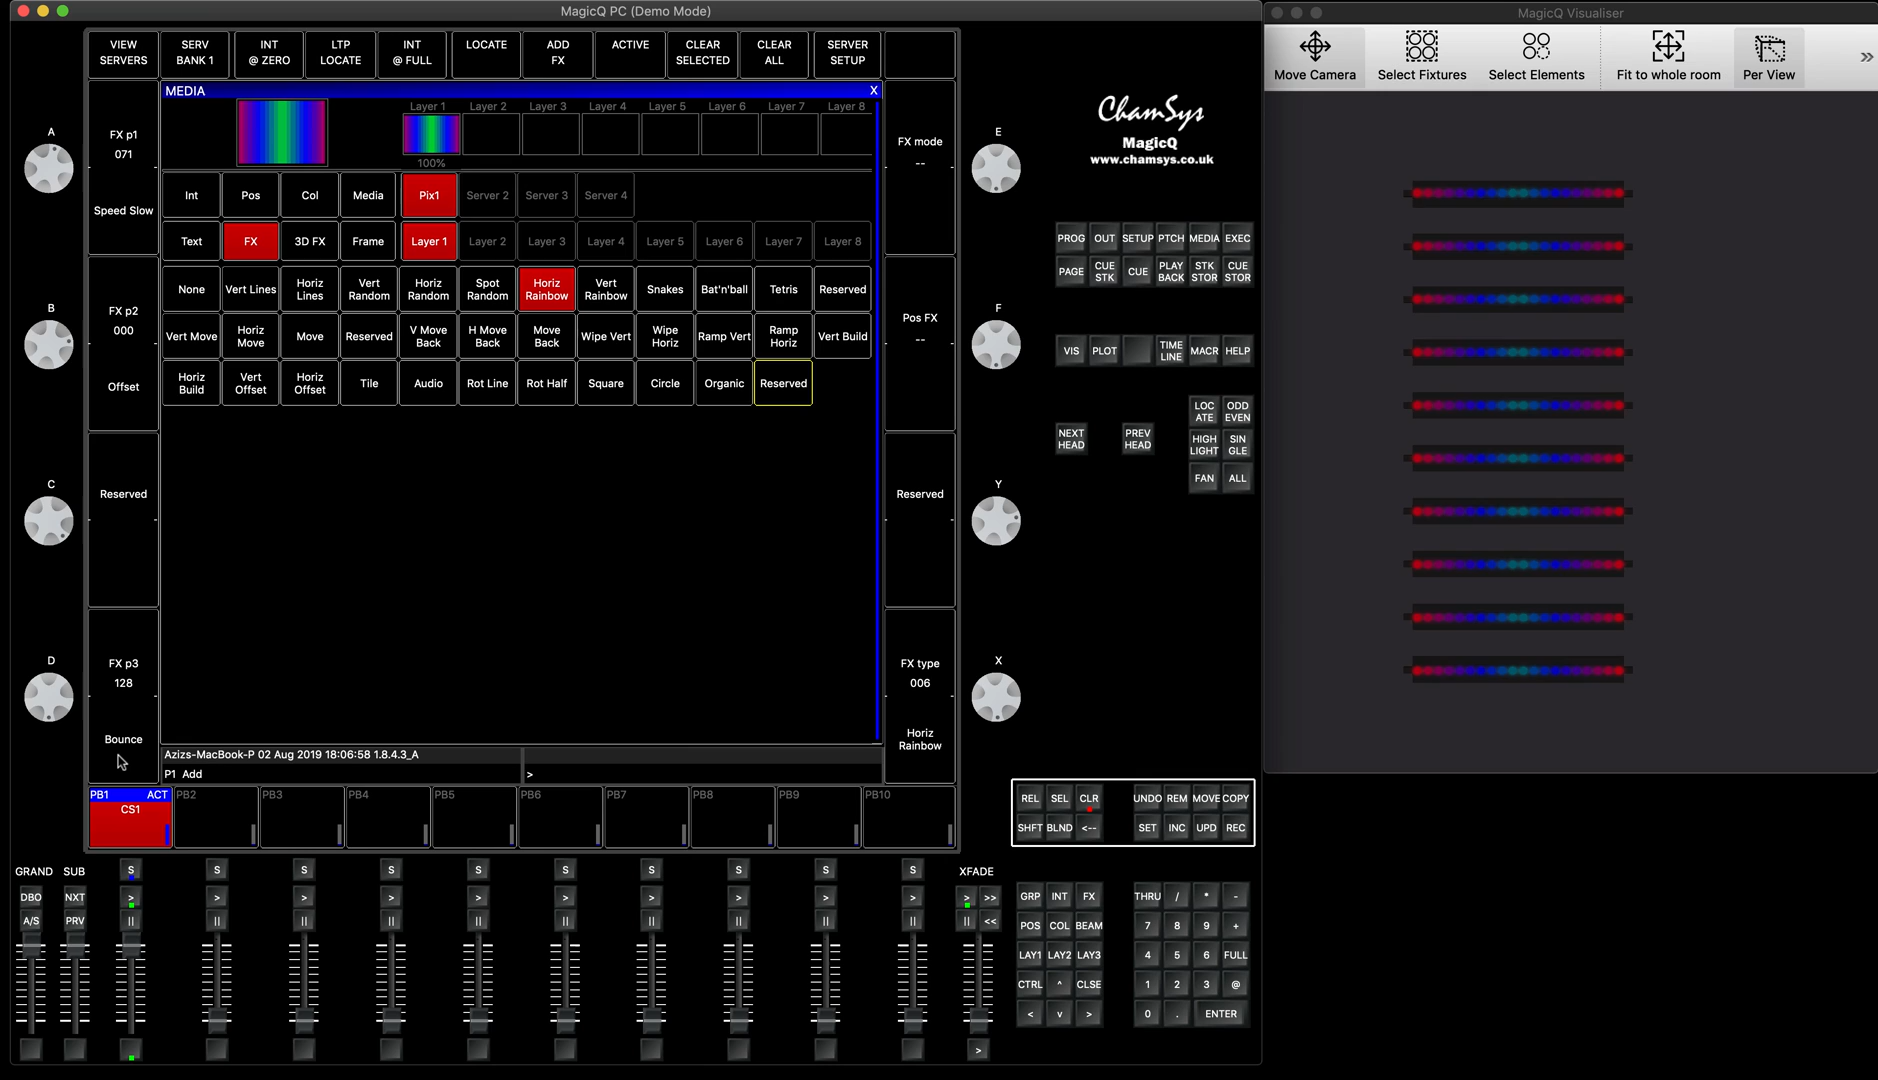 MagicQ PC (Demo Mode)
MagicQ Visualiser
VIEW SERVERS
SERV BANK 1
INT @ ZERO
LTP LOCATE
INT @ FULL
LOCATE
ADD FX
ACTIVE
CLEAR SELECTED
CLEAR ALL
SERVER SETUP
Move Camera
Select Fixtures
Select Elements
Fit to whole room
Per View
»
MEDIA X
Layer 1 Layer 2 Layer 3 Layer 4 Layer 5 Layer 6 Layer 7 Layer 8
100%
A
FX p1
071
Speed Slow
B
FX p2
000
Offset
C
Reserved
D
FX p3
128
Bounce
Int Pos Col Media Pix1 Server 2 Server 3 Server 4
Text FX 3D FX Frame Layer 1 Layer 2 Layer 3 Layer 4 Layer 5 Layer 6 Layer 7 Layer 8
None Vert Lines Horiz Lines Vert Random Horiz Random Spot Random Horiz Rainbow Vert Rainbow Snakes Bat'n'ball Tetris Reserved
Vert Move Horiz Move Move Reserved V Move Back H Move Back Move Back Wipe Vert Wipe Horiz Ramp Vert Ramp Horiz Vert Build
Horiz Build Vert Offset Horiz Offset Tile Audio Rot Line Rot Half Square Circle Organic Reserved
FX mode
--
E
Pos FX
--
F
Reserved
Y
FX type
006
Horiz Rainbow
X
ChamSys
MagicQ
www.chamsys.co.uk
PROG OUT SETUP PTCH MEDIA EXEC
PAGE CUE STK CUE PLAY BACK STK STOR CUE STOR
VIS PLOT TIME LINE MACR HELP
LOC ATE ODD EVEN
NEXT HEAD PREV HEAD HIGH LIGHT SIN GLE
FAN ALL
Azizs-MacBook-P 02 Aug 2019 18:06:58 1.8.4.3_A
P1 Add >
PB1 ACT PB2 PB3 PB4 PB5 PB6 PB7 PB8 PB9 PB10
CS1
REL SEL CLR UNDO REM MOVE COPY
SHFT BLND <-- SET INC UPD REC
GRAND SUB S S S S S S S S S S XFADE
DBO NXT > > > > > > > > > > > >>
A/S PRV || || || || || || || || || || || <<
>
GRP INT FX THRU / * -
POS COL BEAM 7 8 9 +
LAY1 LAY2 LAY3 4 5 6 FULL
CTRL ^ CLSE 1 2 3 @
< v > 0 . ENTER